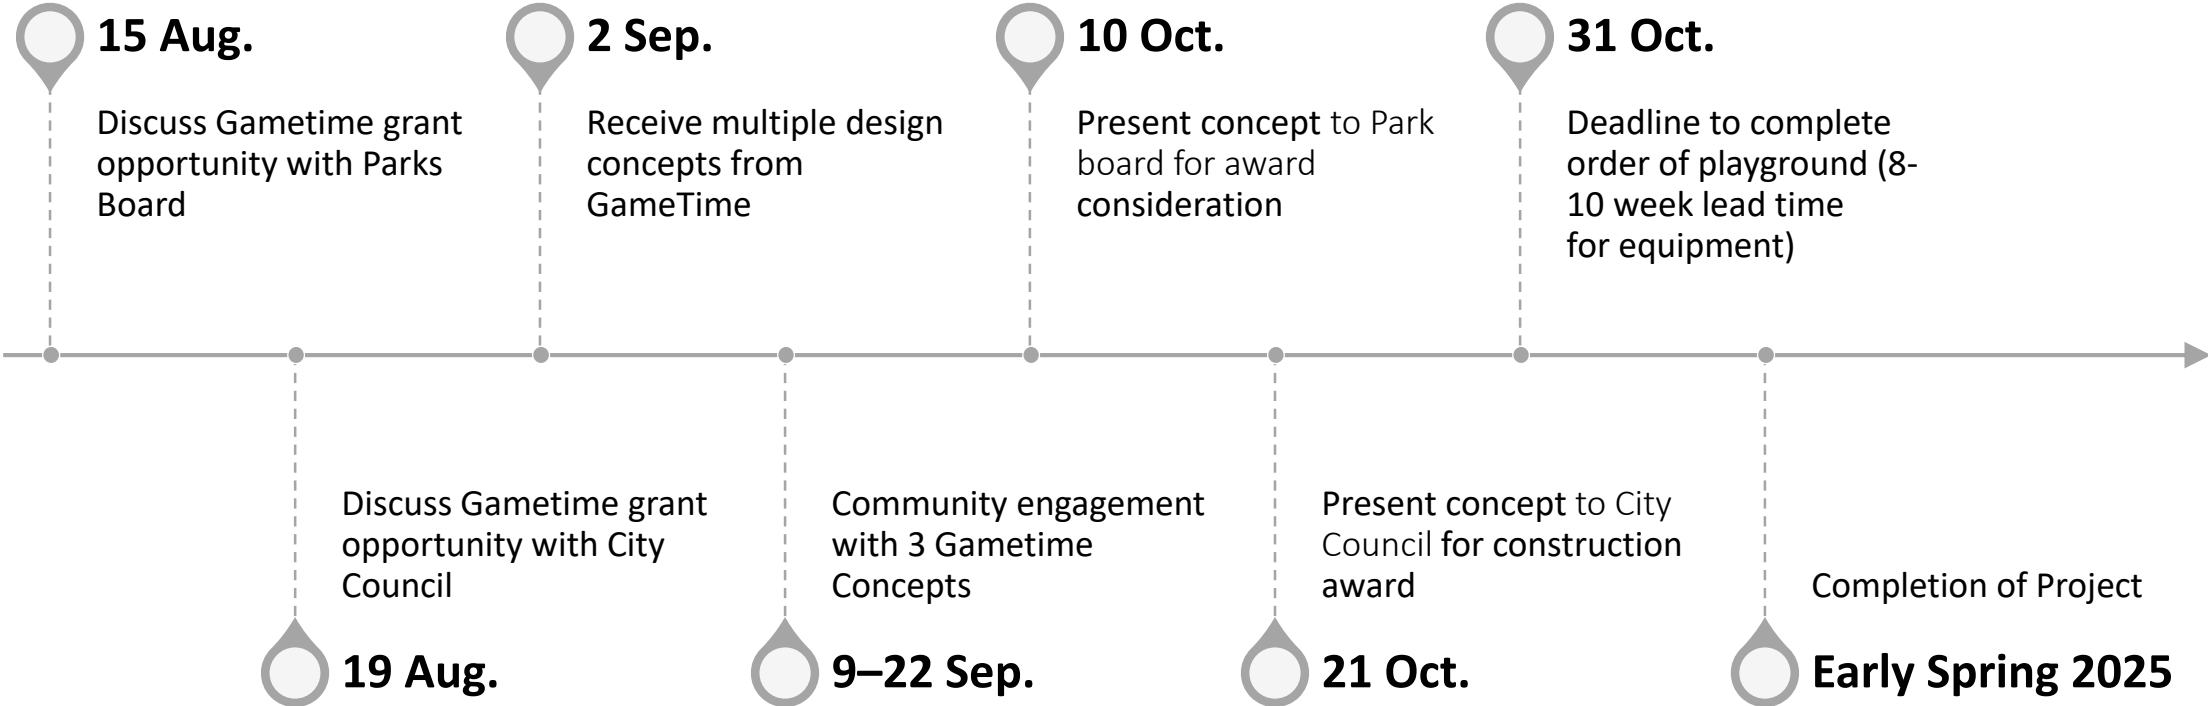 15 Aug.
Discuss Gametime grant
opportunity with Parks
Board
19 Aug.
Discuss Gametime grant
opportunity with City
Council
2 Sep.
Receive multiple design
concepts from
GameTime
9–22 Sep.
Community engagement
with 3 Gametime
Concepts
10 Oct.
Present concept to Park
board for award
consideration
21 Oct.
Present concept to City
Council for construction
award
31 Oct.
Deadline to complete
order of playground (8-
10 week lead time
for equipment)
Early Spring 2025
Completion of Project